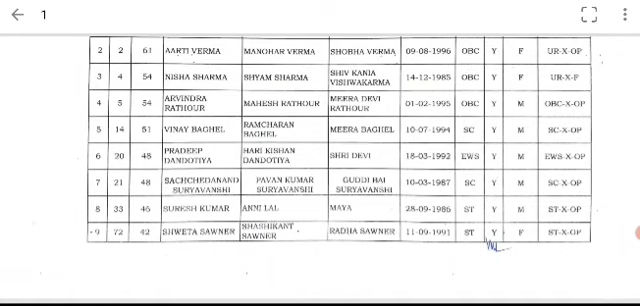 1
2 2 61 AARTI VERMA MANOHAR VERMA SHOBHA VERMA 09-08-1996 OBC Y F UR-X-OP
3 4 54 NISHA SHARMA SHYAM SHARMA SHIV KANIA VISHWAKARMA 14-12-1985 OBC Y F UR-X-F
4 5 54 ARVINDRA RATHOUR MAHESH RATHOUR MEERA DEVI RATHOUR 01-02-1995 OBC Y M OBC-X-OP
5 14 51 VINAY BAGHEL RAMCHARAN BAGHEL MEERA BAGHEL 10-07-1994 SC Y M SC-X-OP
6 20 48 PRADEEP DANDOTIYA HARI KISHAN DANDOTIYA SHRI DEVI 18-03-1992 EWS Y M EWS-X-OP
7 21 48 SACHCHEDANAND SURYAVANSHI PAVAN KUMAR SURYAVANSHI GUDDI BAI SURYAVANSHI 10-03-1987 SC Y M SC-X-OP
8 33 46 SURESH KUMAR ANNI LAL MAYA 28-09-1986 ST Y M ST-X-OP
9 72 42 SHWETA SAWNER SHASHIKANT SAWNER RADHA SAWNER 11-09-1991 ST Y F ST-X-OP